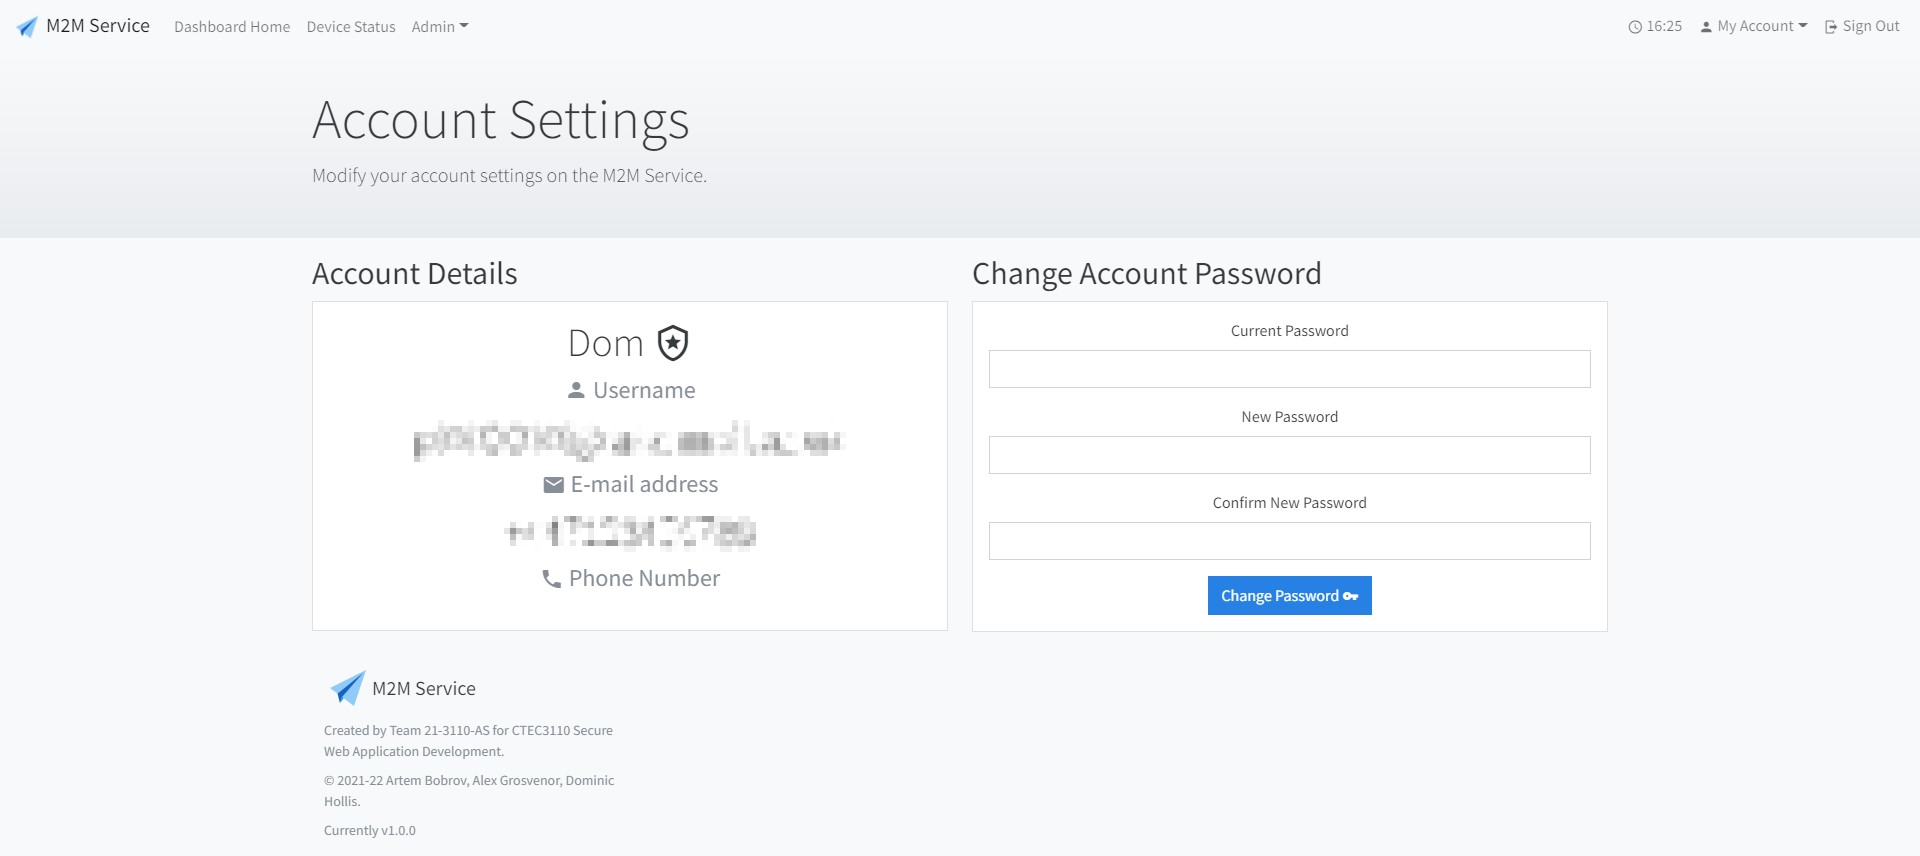 M2M Service
Dashboard Home
Device Status
Admin
16:25
My Account
Sign Out
Account Settings
Modify your account settings on the M2M Service.
Account Details
Dom
Username
E-mail address
Phone Number
Change Account Password
Current Password
New Password
Confirm New Password
Change Password
M2M Service
Created by Team 21-3110-AS for CTEC3110 Secure
Web Application Development.
© 2021-22 Artem Bobrov, Alex Grosvenor, Dominic
Hollis.
Currently v1.0.0